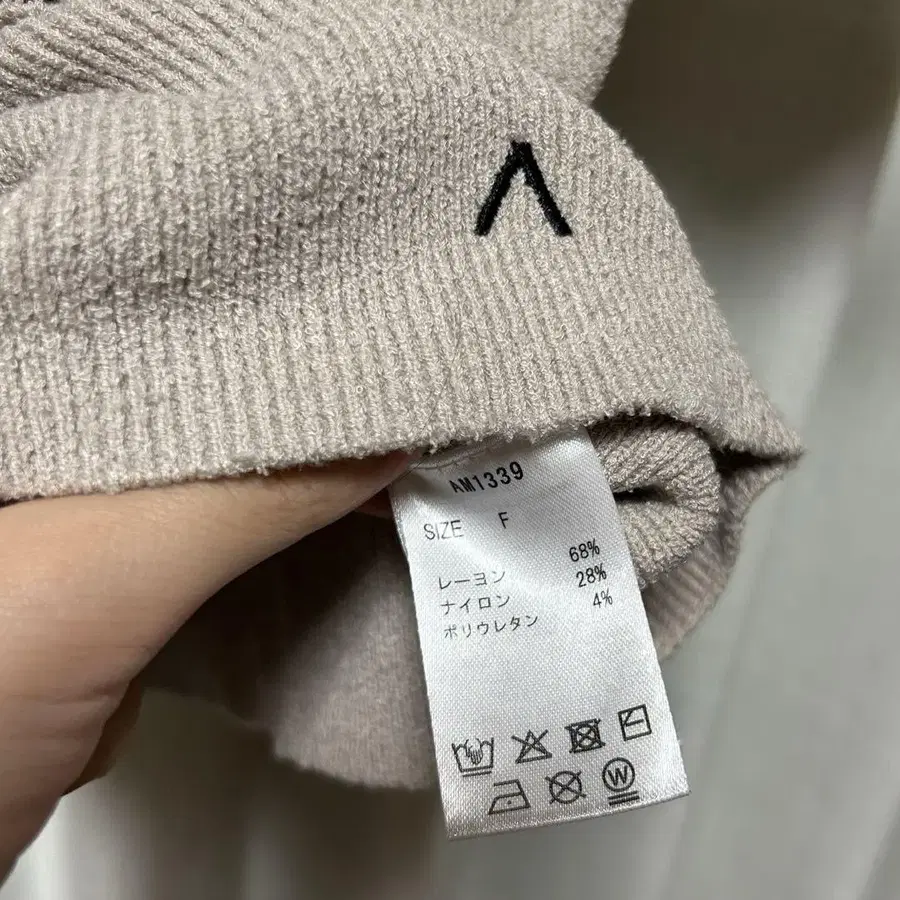 Λ
AM1339
SIZE F
レーヨン 68%
ナイロン 28%
ポリウレタン 4%
W